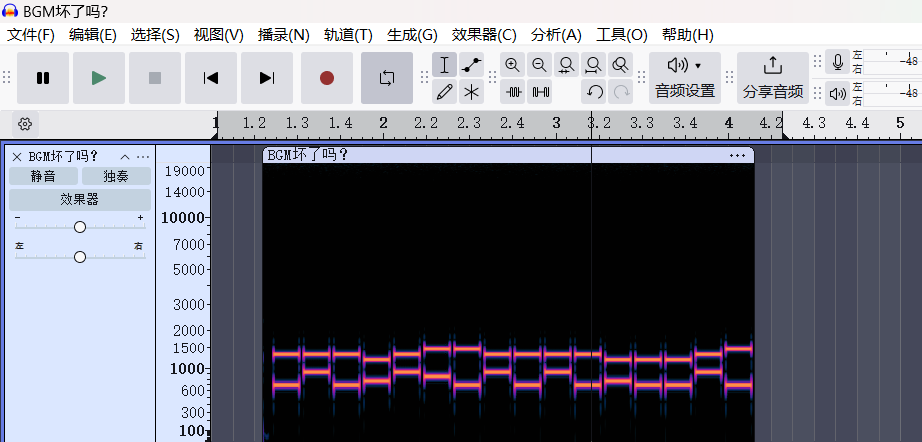 BGM坏了吗?
文件(F) 编辑(E) 选择(S) 视图(V) 播录(N) 轨道(T) 生成(G) 效果器(C) 分析(A) 工具(O) 帮助(H)
音频设置 分享音频
左 右 -48
左 右 -48
1 1.2 1.3 1.4 2 2.2 2.3 2.4 3 3.2 3.3 3.4 4 4.2 4.3 4.4 5
BGM坏了吗? ...
静音 独奏
效果器
- +
左 右
BGM坏了吗? ...
19000
14000
10000
7000
5000
3000
2000
1500
1000
600
300
100